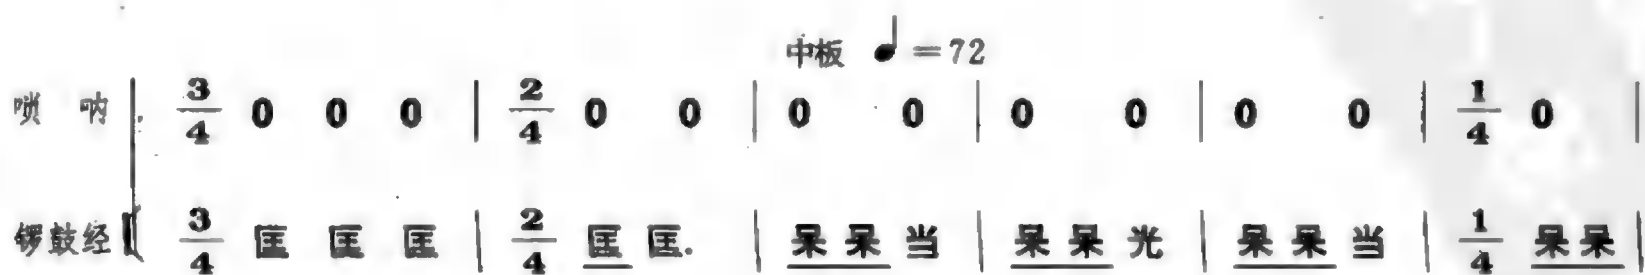 中板 ♩=72
唢呐 3/4 0 0 0 | 2/4 0 0 | 0 0 | 0 0 | 0 0 | 1/4 0 |
锣鼓经 3/4 匡 匡 匡 | 2/4 匡 匡. | 呆呆 当 | 呆呆 光 | 呆呆 当 | 1/4 呆呆 |